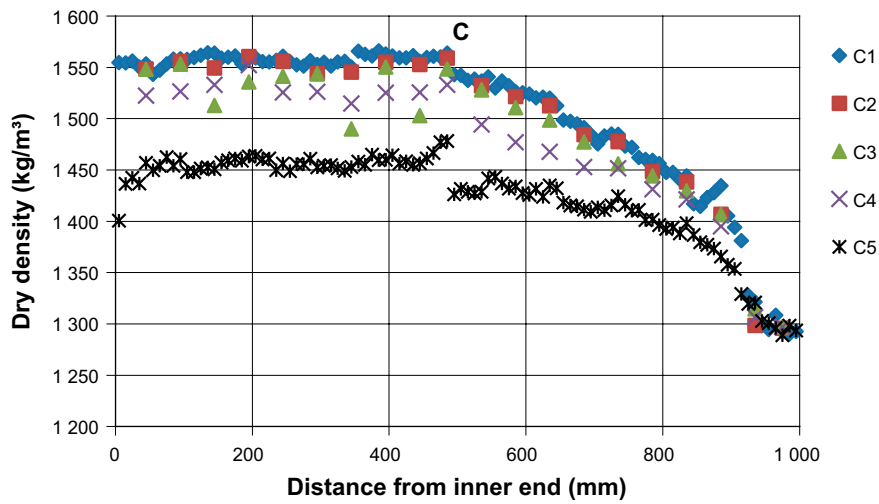 C
Dry density (kg/m³)
1 600
1 550
1 500
1 450
1 400
1 350
1 300
1 250
1 200
0 200 400 600 800 1 000
Distance from inner end (mm)
C1
C2
C3
C4
C5